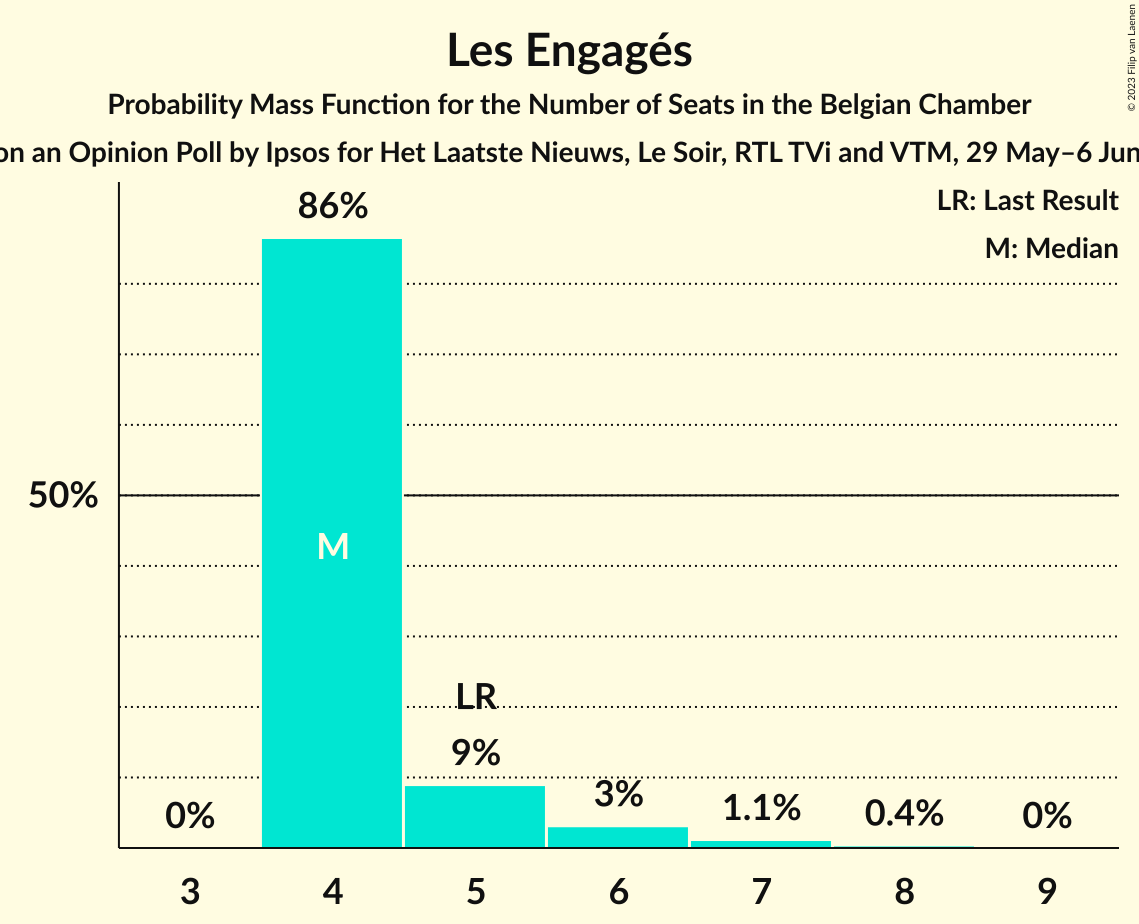 Les Engagés
Probability Mass Function for the Number of Seats in the Belgian Chamber
on an Opinion Poll by Ipsos for Het Laatste Nieuws, Le Soir, RTL TVi and VTM, 29 May–6 Jun
© 2023 Filip van Laenen
LR: Last Result
M: Median
86%
50%
M
LR
9%
3%
1.1%
0.4%
0%
0%
3 4 5 6 7 8 9